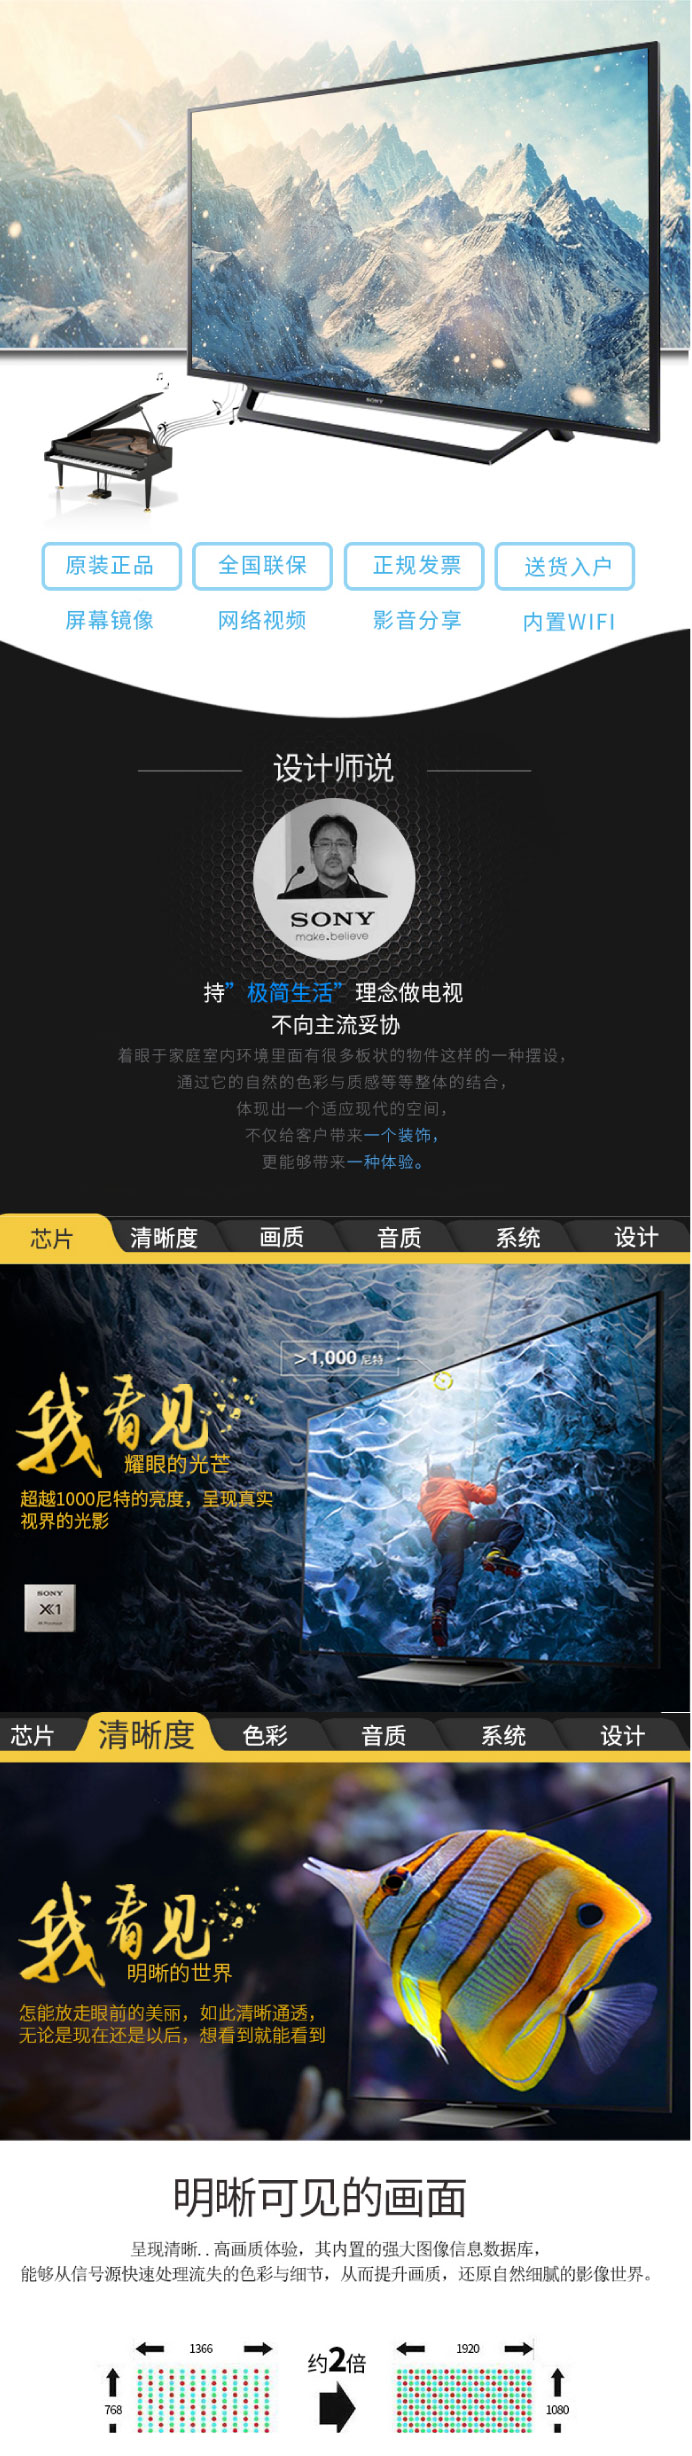 SONY
原装正品 全国联保 正规发票 送货入户
屏幕镜像 网络视频 影音分享 内置WIFI
设计师说
SONY
make.believe
持”极简生活”理念做电视
不向主流妥协
着眼于家庭室内环境里面有很多板状的物件这样的一种摆设，
通过它的自然的色彩与质感等等整体的结合，
体现出一个适应现代的空间，
不仅给客户带来一个装饰，
更能够带来一种体验。
芯片 清晰度 画质 音质 系统 设计
>1,000 尼特
我看见
耀眼的光芒
超越1000尼特的亮度，呈现真实
视界的光影
SONY
X1
芯片 清晰度 色彩 音质 系统 设计
我看见
明晰的世界
怎能放走眼前的美丽，如此清晰通透，
无论是现在还是以后，想看到就能看到
明晰可见的画面
呈现清晰..高画质体验，其内置的强大图像信息数据库，
能够从信号源快速处理流失的色彩与细节，从而提升画质，还原自然细腻的影像世界。
1366 约2倍 1920
768 1080